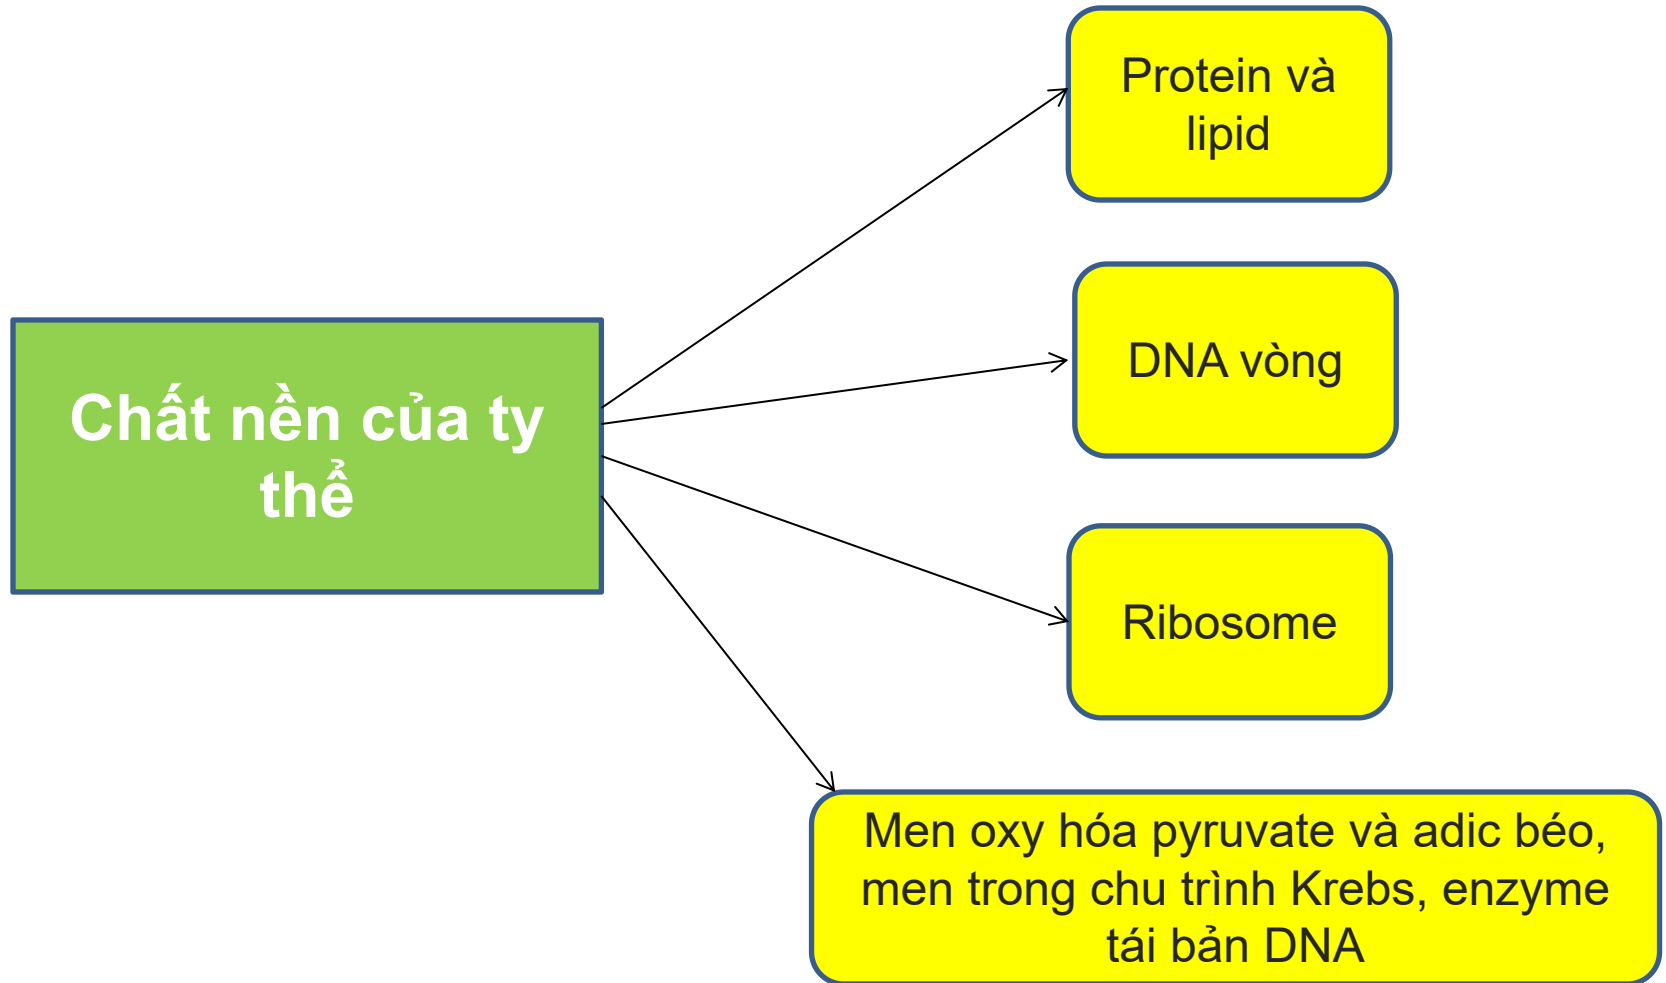 Protein và
lipid
DNA vòng
Chất nền của ty
thể
Ribosome
Men oxy hóa pyruvate và adic béo,
men trong chu trình Krebs, enzyme
tái bản DNA